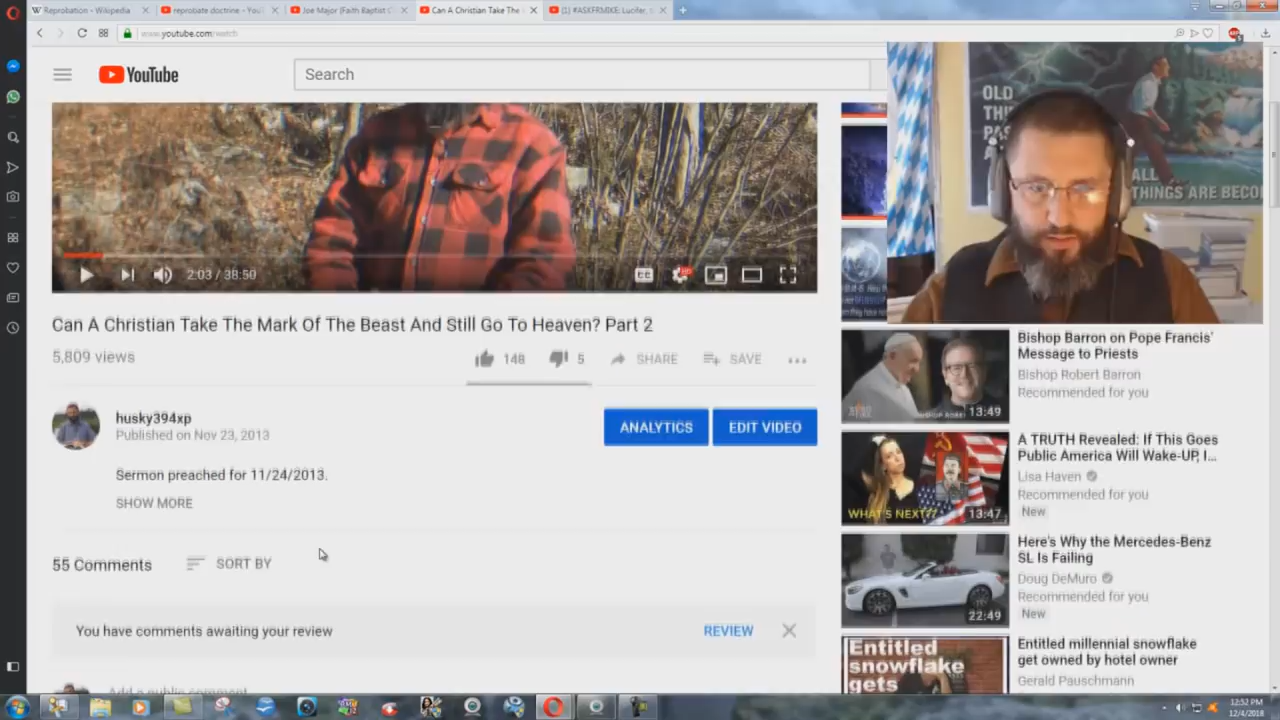 Reprobation - Wikipedia
reprobate doctrine - YouT
Joe Major (Faith Baptist C
Can A Christian Take The
(1) #ASKFRMIKE: Lucifer, S
www.youtube.com/watch
YouTube
Search
OLD
THI
PAS
A
ALL
THINGS ARE BECO
2:03 / 38:50
Can A Christian Take The Mark Of The Beast And Still Go To Heaven? Part 2
5,809 views
148
5
SHARE
SAVE
husky394xp
Published on Nov 23, 2013
ANALYTICS
EDIT VIDEO
Sermon preached for 11/24/2013.
SHOW MORE
55 Comments
SORT BY
You have comments awaiting your review
REVIEW
Add a public comment
13:49
Bishop Barron on Pope Francis'
Message to Priests
Bishop Robert Barron
Recommended for you
WHAT'S NEXT??
13:47
A TRUTH Revealed: If This Goes
Public America Will Wake-UP, I...
Lisa Haven
Recommended for you
New
22:49
Here's Why the Mercedes-Benz
SL Is Failing
Doug DeMuro
Recommended for you
New
Entitled
snowflake
gets
Entitled millennial snowflake
get owned by hotel owner
Gerald Pauschmann
12:52 PM
12/4/2018